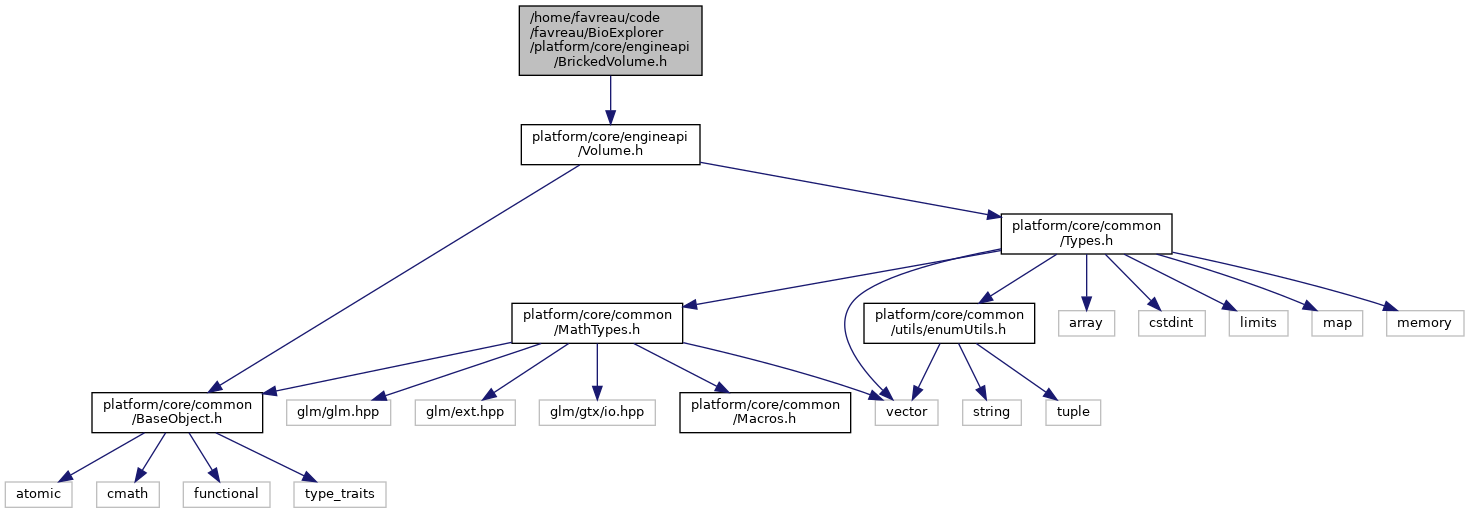 /home/favreau/code
/favreau/BioExplorer
/platform/core/engineapi
/BrickedVolume.h
platform/core/engineapi
/Volume.h
platform/core/common
/Types.h
platform/core/common
/MathTypes.h
platform/core/common
/utils/enumUtils.h
array
cstdint
limits
map
memory
platform/core/common
/BaseObject.h
glm/glm.hpp
glm/ext.hpp
glm/gtx/io.hpp
platform/core/common
/Macros.h
vector
string
tuple
atomic
cmath
functional
type_traits